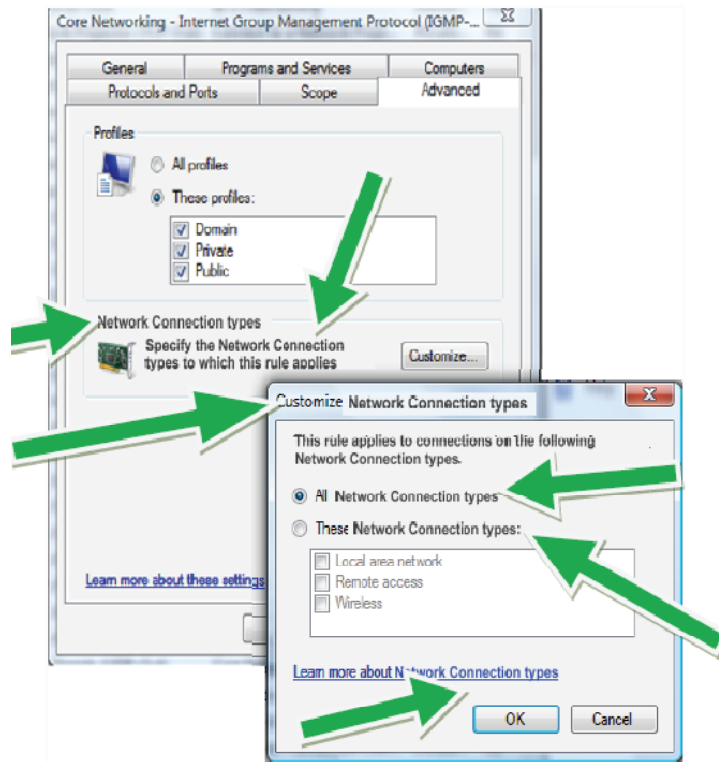 Core Networking - Internet Group Management Protocol (IGMP-...
General
Programs and Services
Computers
Protocols and Ports
Scope
Advanced
Profiles
All profiles
These profiles:
Domain
Private
Public
Network Connection types
Specify the Network Connection
types to which this rule applies
Customize...
Customize Network Connection types
This rule applies to connections on the following
Network Connection types.
All Network Connection types
These Network Connection types:
Local area network
Remote access
Wireless
Learn more about these settings
Learn more about Network Connection types
OK
Cancel